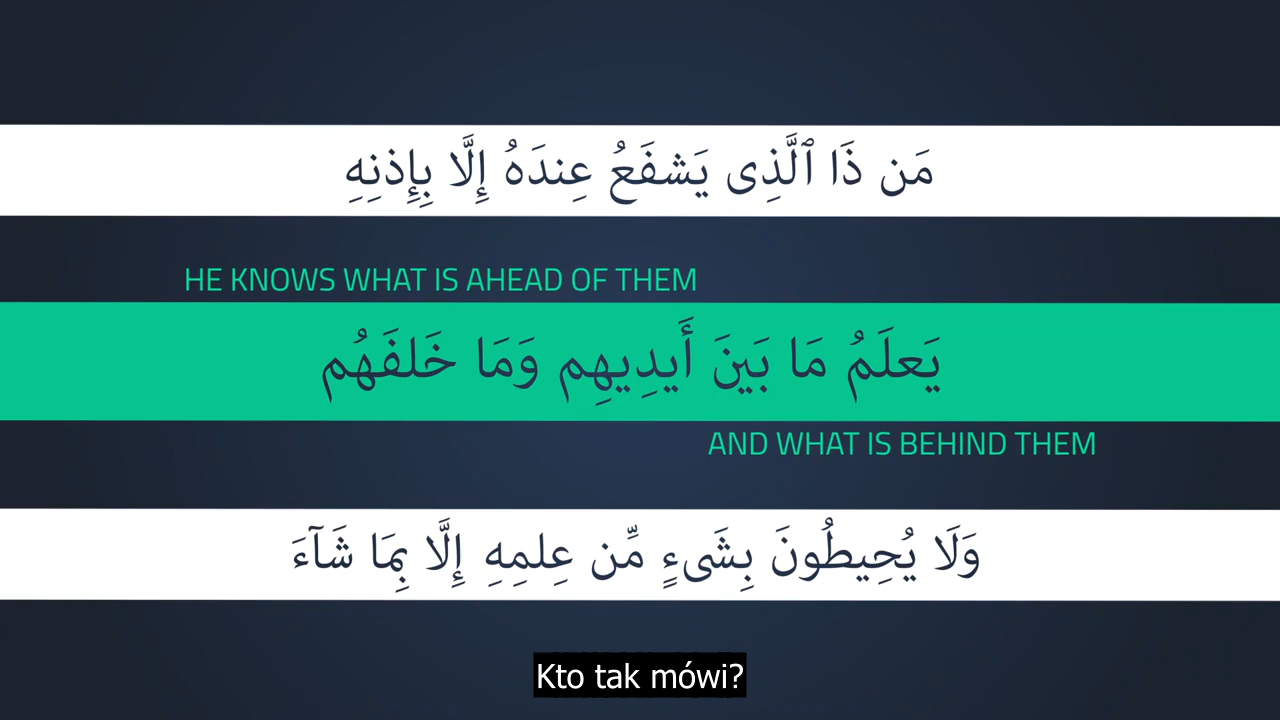 مَن ذَا ٱلَّذِى يَشفَعُ عِندَهُ إِلَّا بِإِذنِهِ
HE KNOWS WHAT IS AHEAD OF THEM
يَعلَمُ مَا بَينَ أَيدِيهِم وَمَا خَلفَهُم
AND WHAT IS BEHIND THEM
وَلَا يُحِيطُونَ بِشَىءٍ مِّن عِلمِهِ إِلَّا بِمَا شَآءَ
Kto tak mówi?